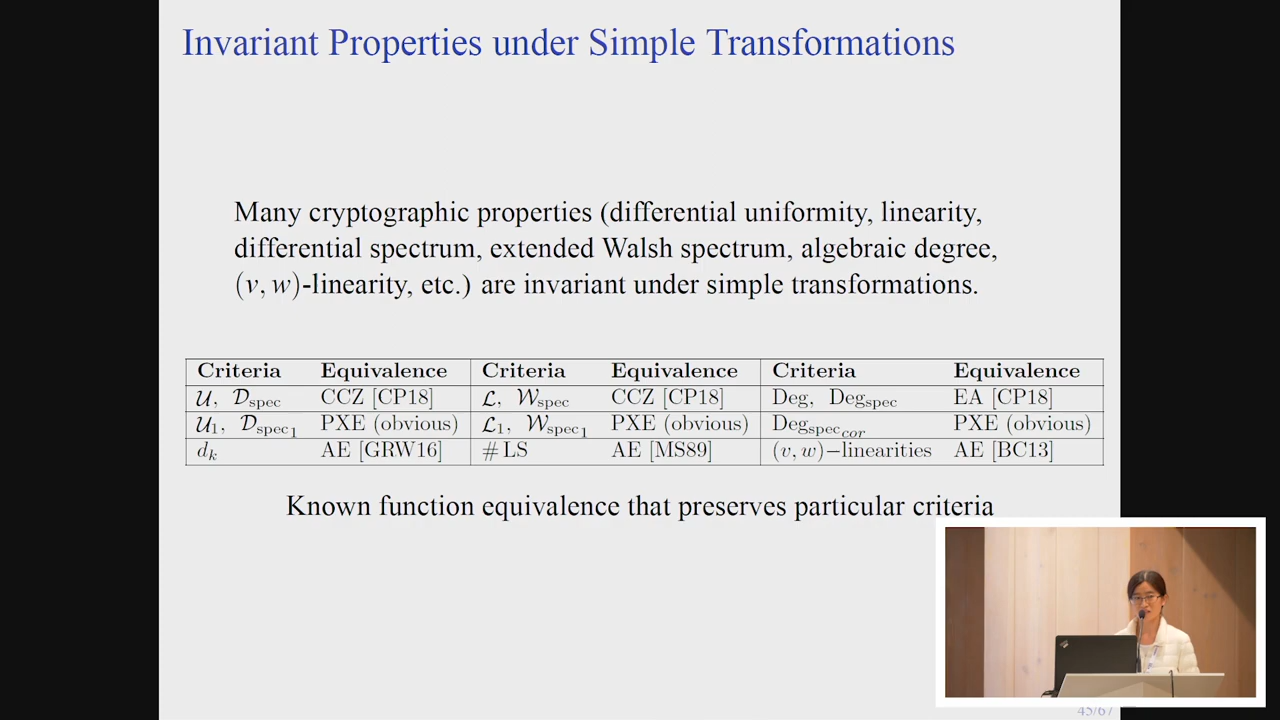 Invariant Properties under Simple Transformations
Many cryptographic properties (differential uniformity, linearity,
differential spectrum, extended Walsh spectrum, algebraic degree,
(v, w)-linearity, etc.) are invariant under simple transformations.
Criteria Equivalence Criteria Equivalence Criteria Equivalence
𝒰, 𝒟spec CCZ [CP18] ℒ, 𝒲spec CCZ [CP18] Deg, Degspec EA [CP18]
𝒰1, 𝒟spec1 PXE (obvious) ℒ1, 𝒲spec1 PXE (obvious) Degspeccor PXE (obvious)
dk AE [GRW16] #LS AE [MS89] (v, w)−linearities AE [BC13]
Known function equivalence that preserves particular criteria
45/67